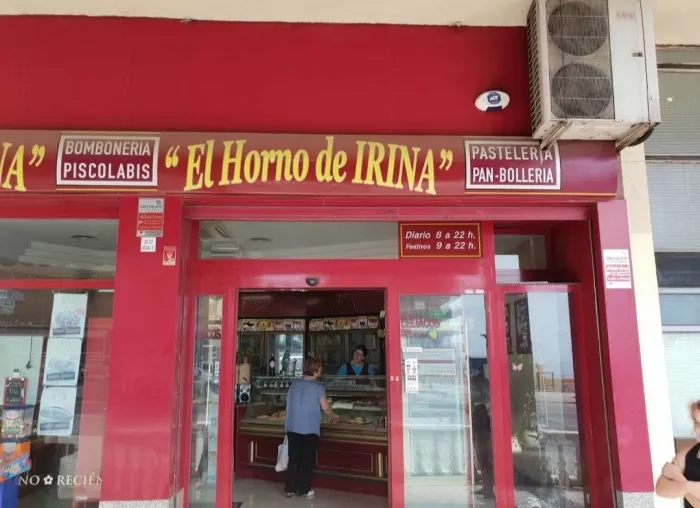 NA”
BOMBONERIA
PISCOLABIS
“El Horno de IRINA”
PASTELERIA
PAN-BOLLERIA
Diario 8 a 22 h.
Festivos 9 a 22 h.
NO ✿ RECIÉN